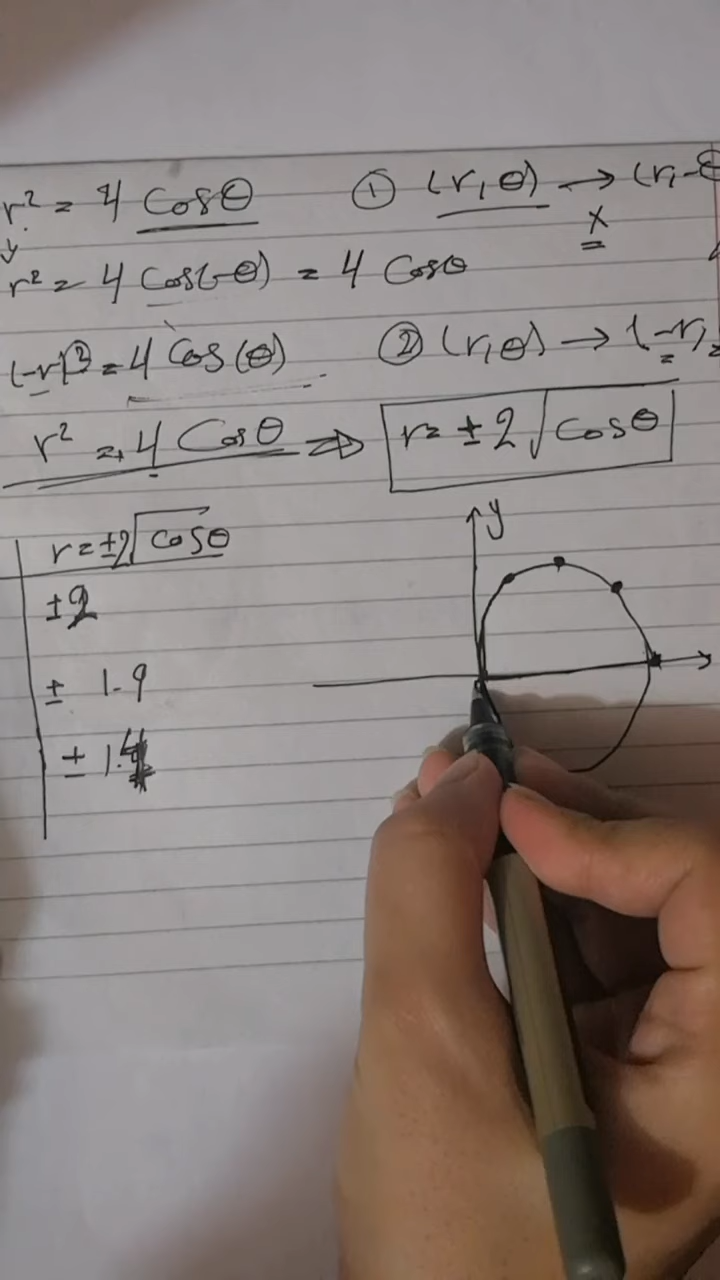 r² = 4 Cosθ ① (r, θ) → (r, -θ
x
r² = 4 Cos(-θ) = 4 Cosθ
(-r)² = 4 Cos(θ) ② (r, θ) → (-r,
r² = 4 Cosθ ⇒ r = ±2√Cosθ
r = ±2√Cosθ y
±2
± 1.9
± 1.4